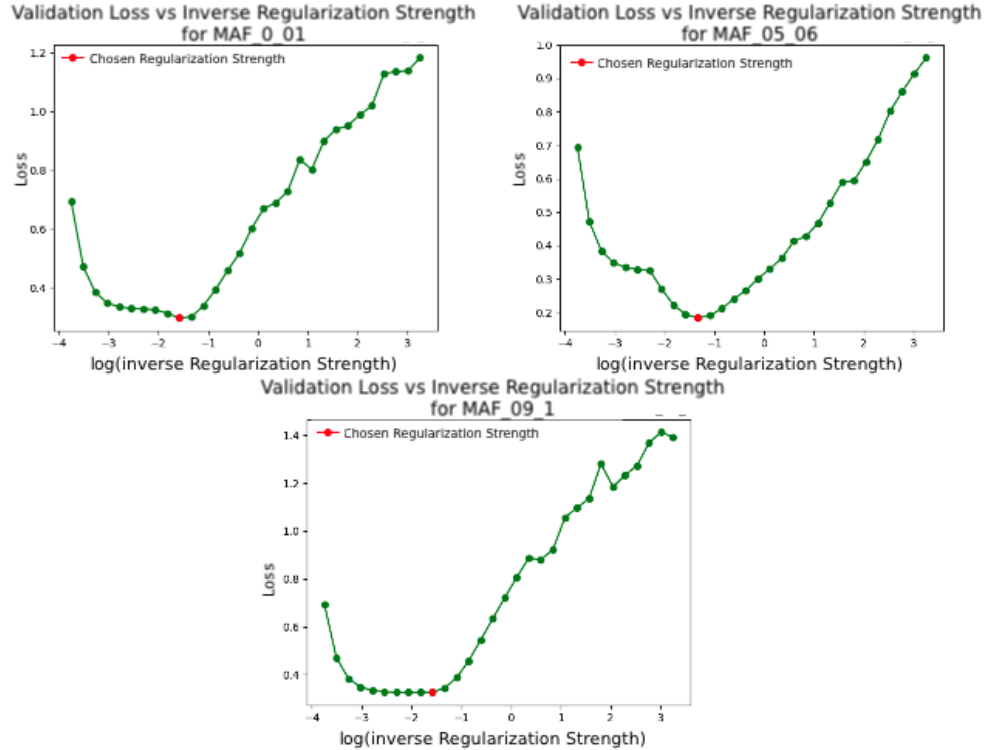 Validation Loss vs Inverse Regularization Strength
for MAF_0_01
Chosen Regularization Strength
Loss
1.2
1.0
0.8
0.6
0.4
−4 −3 −2 −1 0 1 2 3
log(inverse Regularization Strength)
Validation Loss vs Inverse Regularization Strength
for MAF_05_06
Chosen Regularization Strength
Loss
1.0
0.9
0.8
0.7
0.6
0.5
0.4
0.3
0.2
−4 −3 −2 −1 0 1 2 3
log(inverse Regularization Strength)
Validation Loss vs Inverse Regularization Strength
for MAF_09_1
Chosen Regularization Strength
Loss
1.4
1.2
1.0
0.8
0.6
0.4
−4 −3 −2 −1 0 1 2 3
log(inverse Regularization Strength)